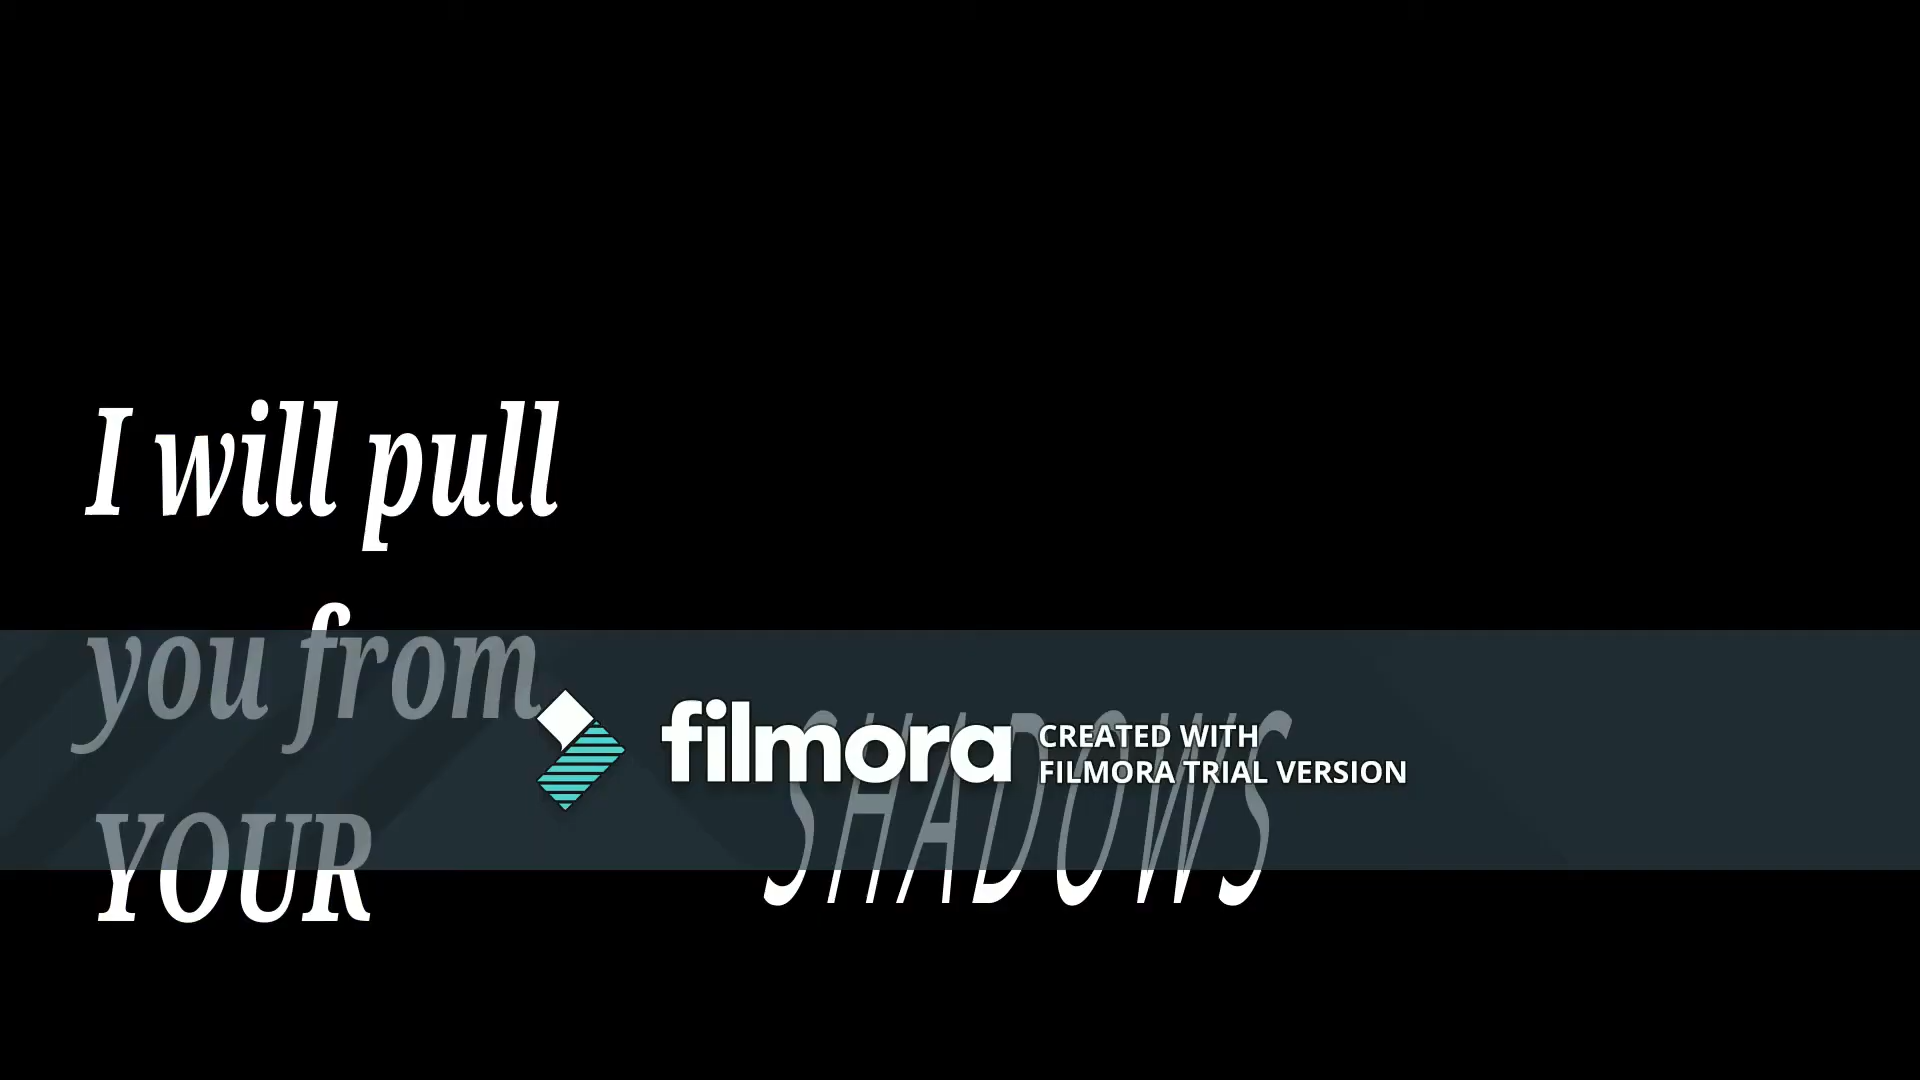 I will pull
you from
YOUR
SHADOWS
filmora
CREATED WITH
FILMORA TRIAL VERSION